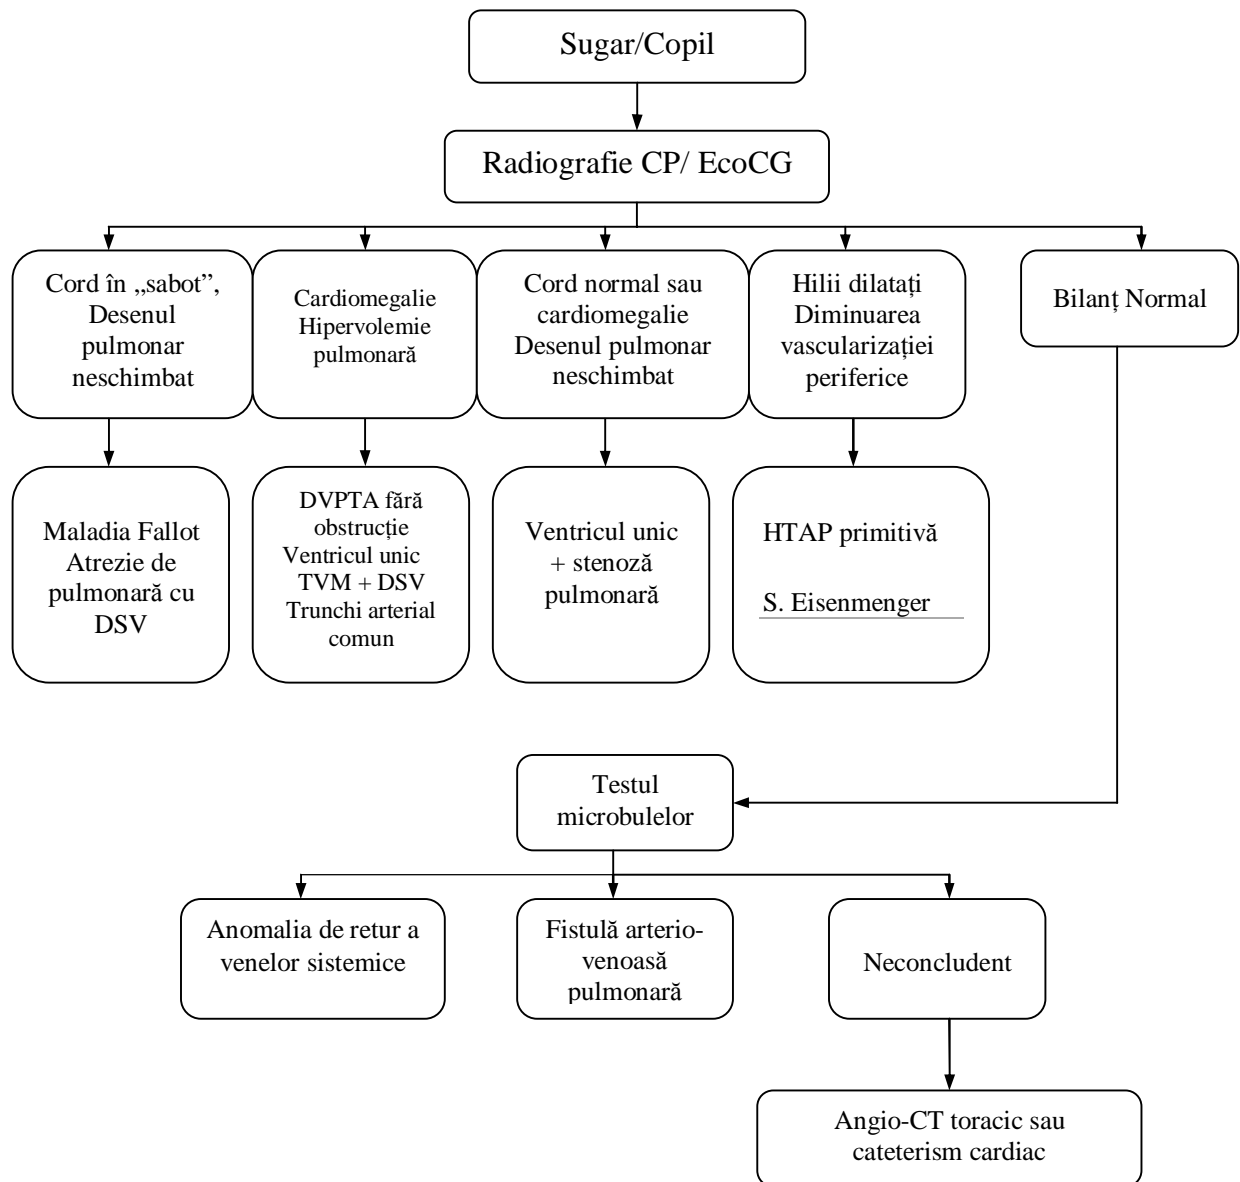 Sugar/Copil
Radiografie CP/ EcoCG
Cord în „sabot”,
Desenul
pulmonar
neschimbat
Cardiomegalie
Hipervolemie
pulmonară
Cord normal sau
cardiomegalie
Desenul pulmonar
neschimbat
Hilii dilatați
Diminuarea
vascularizației
periferice
Bilanț Normal
Maladia Fallot
Atrezie de
pulmonară cu
DSV
DVPTA fără
obstrucție
Ventricul unic
TVM + DSV
Trunchi arterial
comun
Ventricul unic
+ stenoză
pulmonară
HTAP primitivă
S. Eisenmenger
Testul
microbulelor
Anomalia de retur a
venelor sistemice
Fistulă arterio-
venoasă
pulmonară
Neconcludent
Angio-CT toracic sau
cateterism cardiac